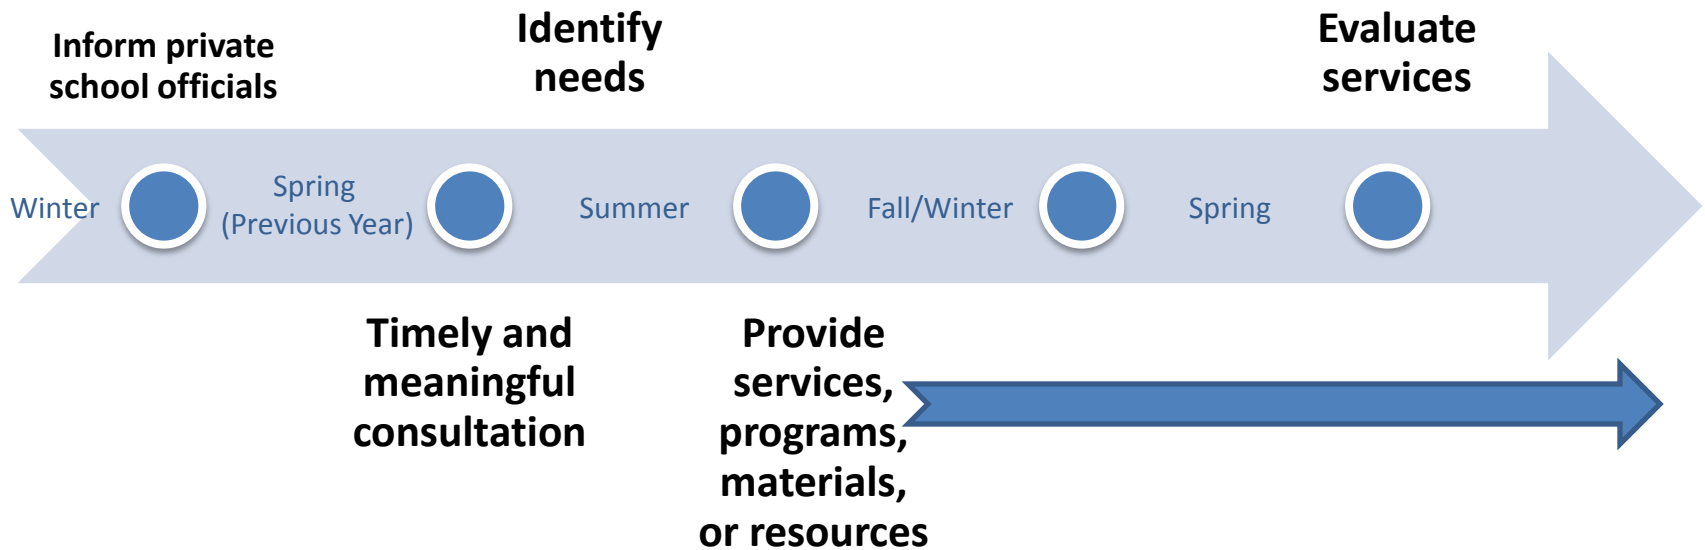 Inform private
school officials
Identify
needs
Evaluate
services
Winter
Spring
(Previous Year)
Summer
Fall/Winter
Spring
Timely and
meaningful
consultation
Provide
services,
programs,
materials,
or resources